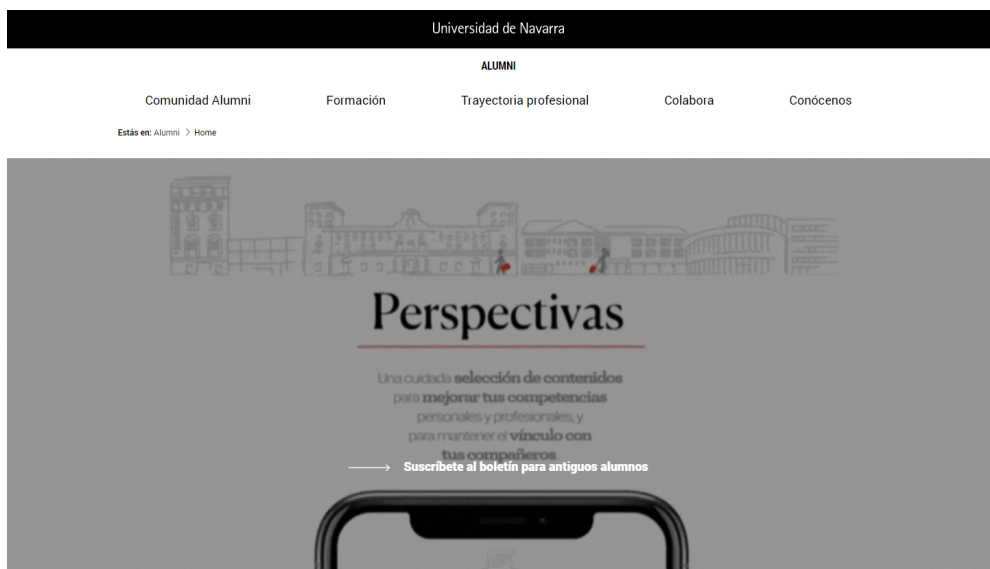 Universidad de Navarra
ALUMNI
Comunidad Alumni Formación Trayectoria profesional Colabora Conócenos
Estás en: Alumni > Home
Perspectivas
Una cuidada selección de contenidos
para mejorar tus competencias
personales y profesionales, y
para mantener el vínculo con
tus compañeros.
Suscríbete al boletín para antiguos alumnos